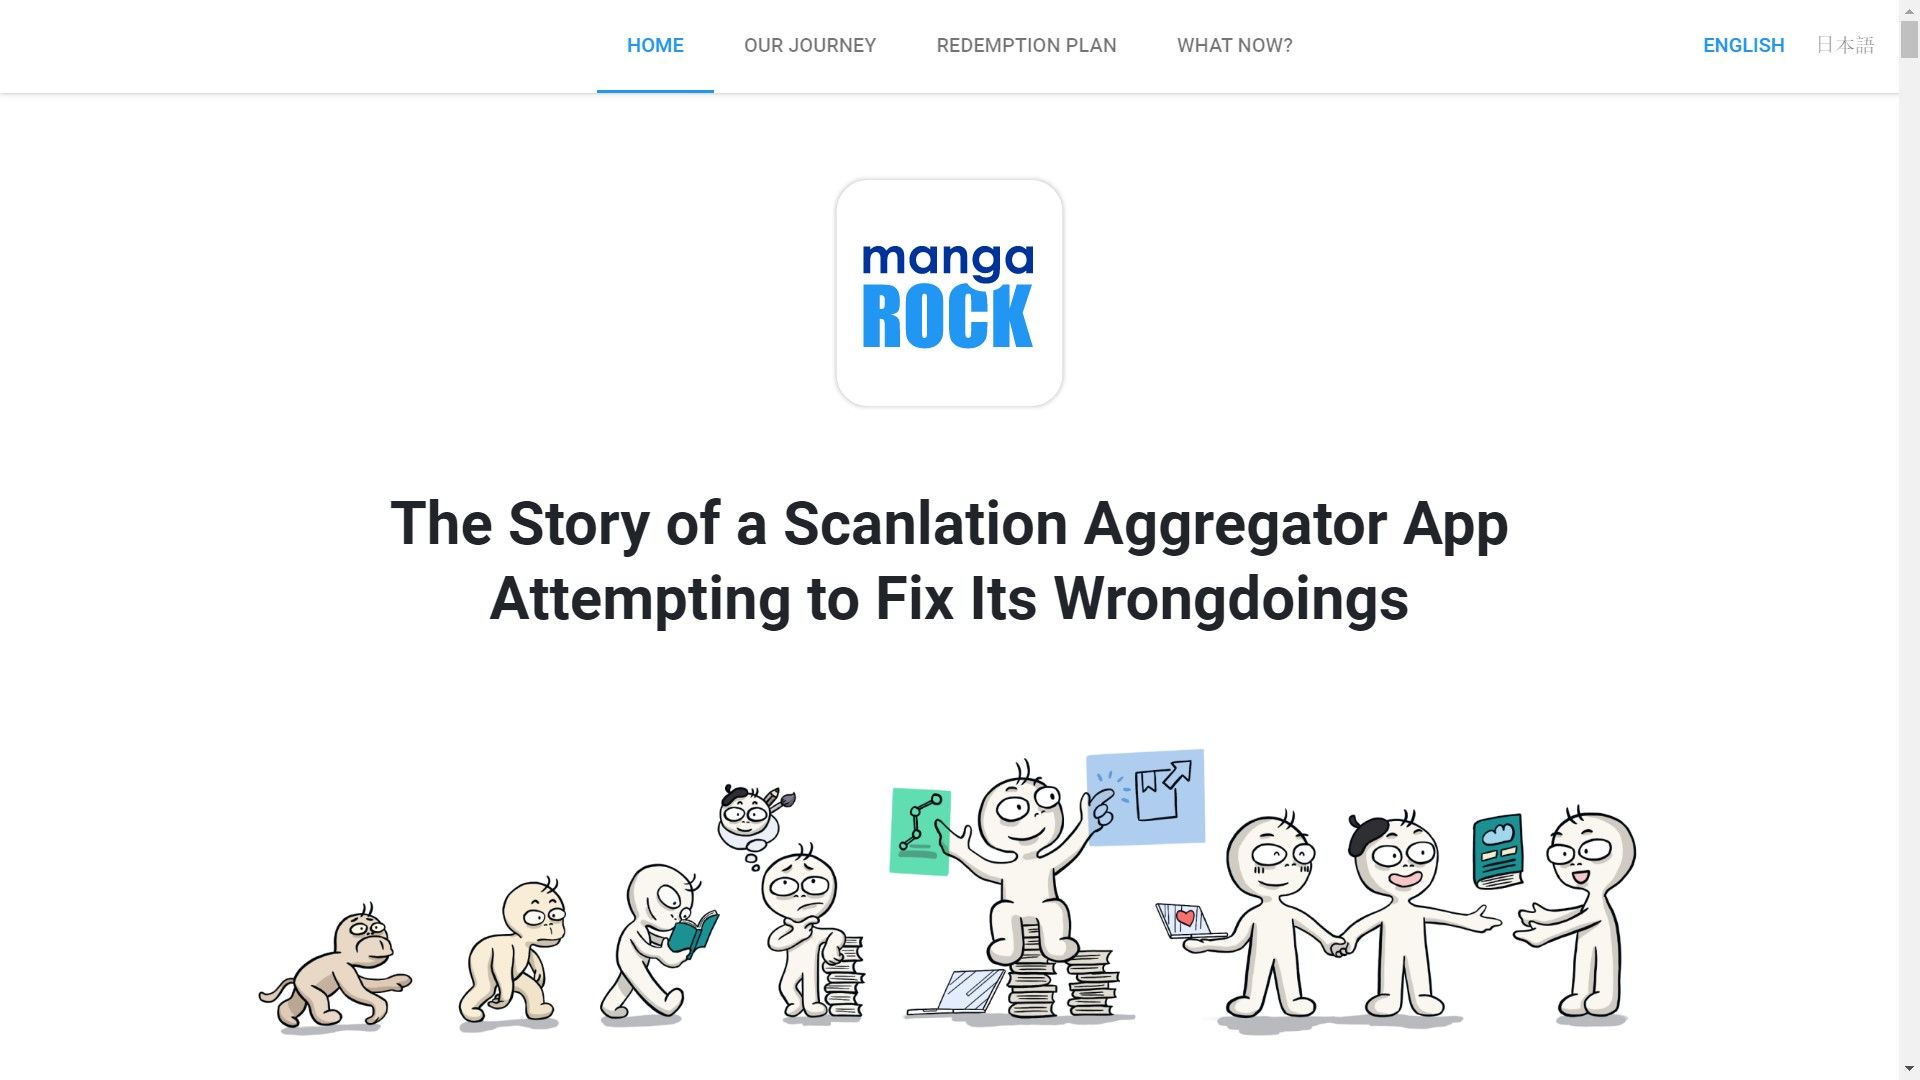 HOME
OUR JOURNEY
REDEMPTION PLAN
WHAT NOW?
ENGLISH
日本語
manga
ROCK
The Story of a Scanlation Aggregator App
Attempting to Fix Its Wrongdoings